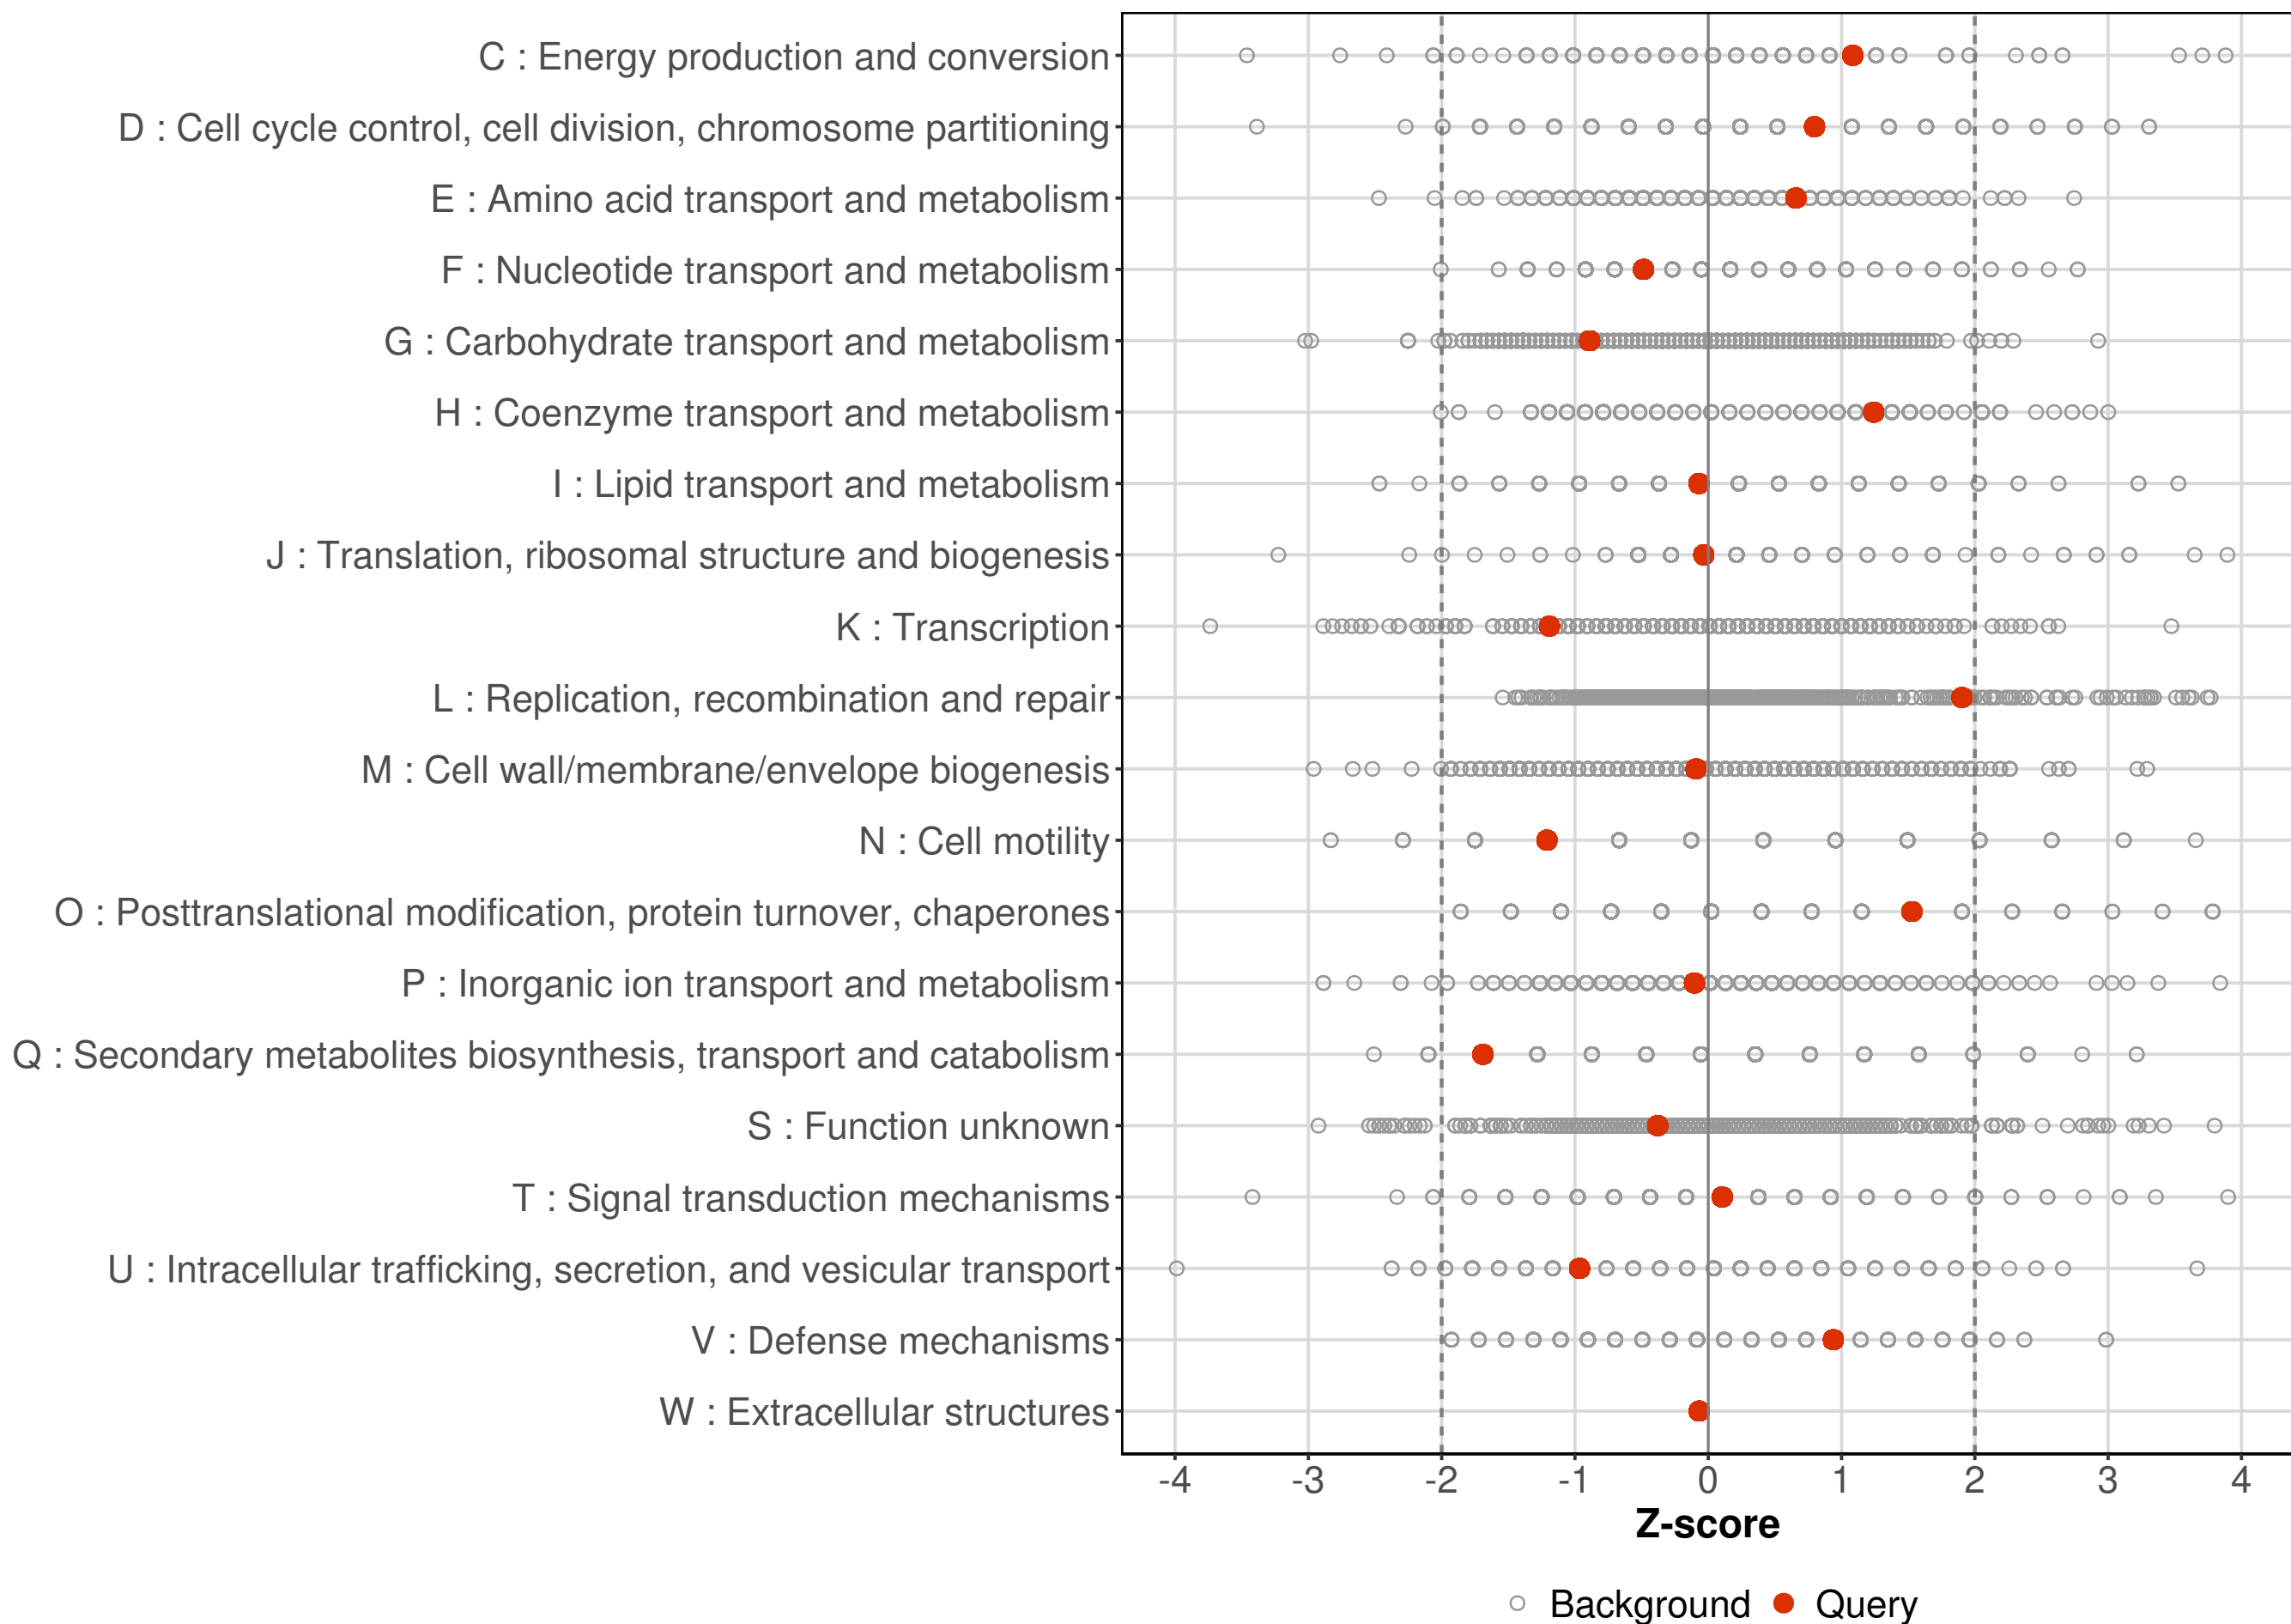 C : Energy production and conversion
D : Cell cycle control, cell division, chromosome partitioning
E : Amino acid transport and metabolism
F : Nucleotide transport and metabolism
G : Carbohydrate transport and metabolism
H : Coenzyme transport and metabolism
I : Lipid transport and metabolism
J : Translation, ribosomal structure and biogenesis
K : Transcription
L : Replication, recombination and repair
M : Cell wall/membrane/envelope biogenesis
N : Cell motility
O : Posttranslational modification, protein turnover, chaperones
P : Inorganic ion transport and metabolism
Q : Secondary metabolites biosynthesis, transport and catabolism
S : Function unknown
T : Signal transduction mechanisms
U : Intracellular trafficking, secretion, and vesicular transport
V : Defense mechanisms
W : Extracellular structures
-4 -3 -2 -1 0 1 2 3 4
Z-score
Background Query